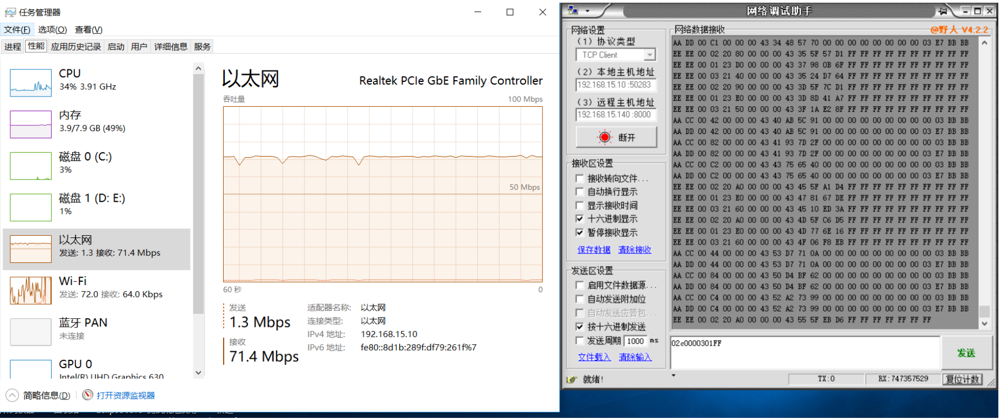 任务管理器
文件(F) 选项(O) 查看(V)
进程 性能 应用历史记录 启动 用户 详细信息 服务
CPU
34% 3.91 GHz
内存
3.9/7.9 GB (49%)
磁盘 0 (C:)
3%
磁盘 1 (D: E:)
1%
以太网
发送: 1.3 接收: 71.4 Mbps
Wi-Fi
发送: 72.0 接收: 64.0 Kbps
蓝牙 PAN
未连接
GPU 0
Intel(R) UHD Graphics 630
以太网 Realtek PCIe GbE Family Controller
吞吐量 100 Mbps
50 Mbps
60 秒 0
发送
1.3 Mbps
接收
71.4 Mbps
适配器名称: 以太网
连接类型: 以太网
IPv4 地址: 192.168.15.10
IPv6 地址: fe80::8d1b:289f:df79:261f%7
简略信息(D) 打开资源监视器
网络调试助手
网络设置
(1) 协议类型
TCP Client
(2) 本地主机地址
192.168.15.10 :50283
(3) 远程主机地址
192.168.15.140 :8000
断开
接收区设置
接收转向文件...
自动换行显示
显示接收时间
十六进制显示
暂停接收显示
保存数据 清除接收
发送区设置
启用文件数据源...
自动发送附加位
自动发送应答包...
按十六进制发送
发送周期 1000 ms
文件载入 清除输入
网络数据接收 @野人 V4.2.2
AA DD 00 C1 00 00 00 43 34 48 57 70 00 00 00 00 00 00 00 00 03 E7 BB BB
EE EE 00 02 20 80 00 00 00 43 35 5F 57 D1 FF FF FF FF FF FF FF FF FF FF
EE EE 00 01 23 D0 00 00 00 43 37 98 0B 6F FF FF FF FF FF FF FF FF FF FF
EE EE 00 03 21 40 00 00 00 43 35 24 D7 64 FF FF FF FF FF FF FF FF FF FF
EE EE 00 02 20 90 00 00 00 43 3D 5F 7C D1 FF FF FF FF FF FF FF FF FF FF
EE EE 00 01 23 E0 00 00 00 43 3D 8D 41 A7 FF FF FF FF FF FF FF FF FF FF
EE EE 00 03 21 50 00 00 00 43 3F 1A E2 8F FF FF FF FF FF FF FF FF FF FF
AA CC 00 42 00 00 00 43 40 AB 5C 91 00 00 00 00 00 00 00 00 00 03 BB BB
AA DD 00 42 00 00 00 43 40 AB 5C 91 00 00 00 00 00 00 00 00 03 E7 BB BB
AA CC 00 82 00 00 00 43 41 93 7D 2F 00 00 00 00 00 00 00 00 00 03 BB BB
AA DD 00 82 00 00 00 43 41 93 7D 2F 00 00 00 00 00 00 00 00 03 E7 BB BB
AA CC 00 C2 00 00 00 43 43 75 65 40 00 00 00 00 00 00 00 00 00 03 BB BB
AA DD 00 C2 00 00 00 43 43 75 65 40 00 00 00 00 00 00 00 00 03 E7 BB BB
EE EE 00 02 20 A0 00 00 00 43 45 5F A1 D4 FF FF FF FF FF FF FF FF FF FF
EE EE 00 01 23 E0 00 00 00 43 47 81 67 DE FF FF FF FF FF FF FF FF FF FF
EE EE 00 03 21 60 00 00 00 43 45 10 ED 3A FF FF FF FF FF FF FF FF FF FF
EE EE 00 02 20 A0 00 00 00 43 4D 5F C6 D5 FF FF FF FF FF FF FF FF FF FF
EE EE 00 01 23 E0 00 00 00 43 4D 77 6E 16 FF FF FF FF FF FF FF FF FF FF
EE EE 00 03 21 60 00 00 00 43 4F 06 F8 EB FF FF FF FF FF FF FF FF FF FF
AA CC 00 44 00 00 00 43 53 D7 71 0A 00 00 00 00 00 00 00 00 00 03 BB BB
AA DD 00 44 00 00 00 43 53 D7 71 0A 00 00 00 00 00 00 00 00 03 E7 BB BB
AA CC 00 84 00 00 00 43 50 D4 BF 62 00 00 00 00 00 00 00 00 00 03 BB BB
AA DD 00 84 00 00 00 43 50 D4 BF 62 00 00 00 00 00 00 00 00 03 E7 BB BB
AA CC 00 C4 00 00 00 43 52 A2 73 99 00 00 00 00 00 00 00 00 00 03 BB BB
AA DD 00 C4 00 00 00 43 52 A2 73 99 00 00 00 00 00 00 00 00 03 E7 BB BB
EE EE 00 02 20 A0 00 00 00 43 55 5F EB D6 FF FF FF FF FF FF FF
02c0000301FF
发送
就绪! TX:0 RX:747357529 复位计数